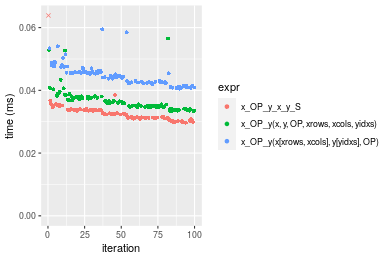 0.06
0.04
0.02
0.00
time (ms)
0
25
50
75
100
iteration
expr
x_OP_y_x_y_S
x_OP_y(x, y, OP, xrows, xcols, yidxs)
x_OP_y(x[xrows, xcols], y[yidxs], OP)